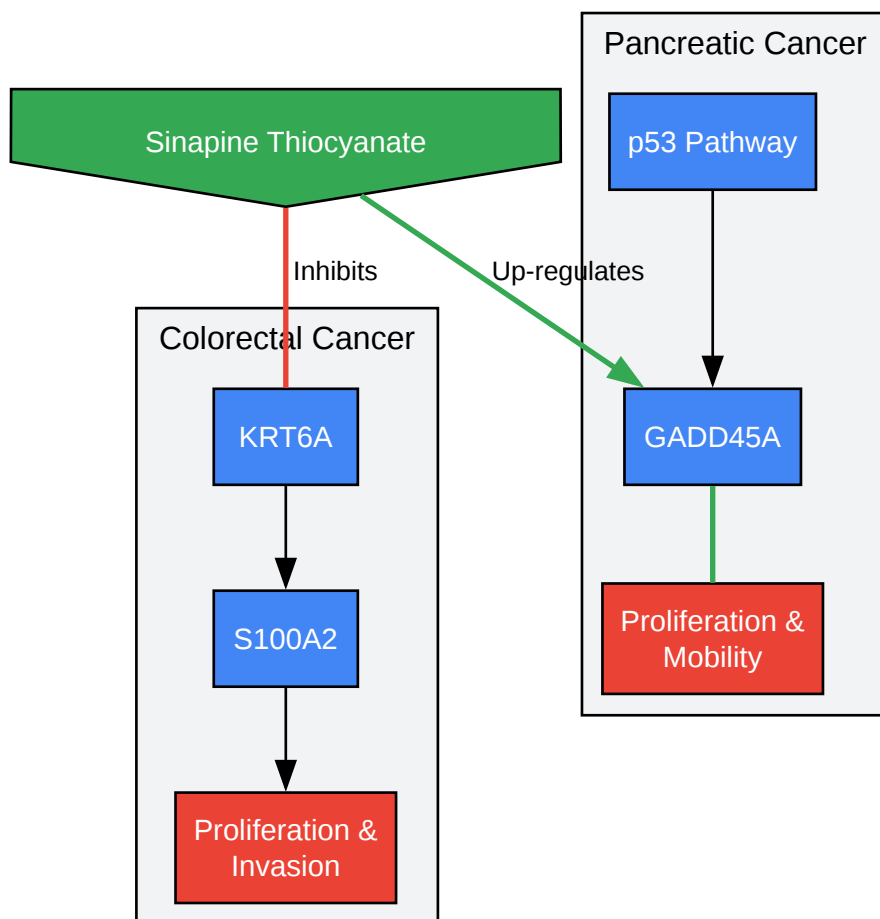 Pancreatic Cancer
Sinapine Thiocyanate
p53 Pathway
Inhibits
Up-regulates
Colorectal Cancer
KRT6A
GADD45A
S100A2
Proliferation &
Mobility
Proliferation &
Invasion